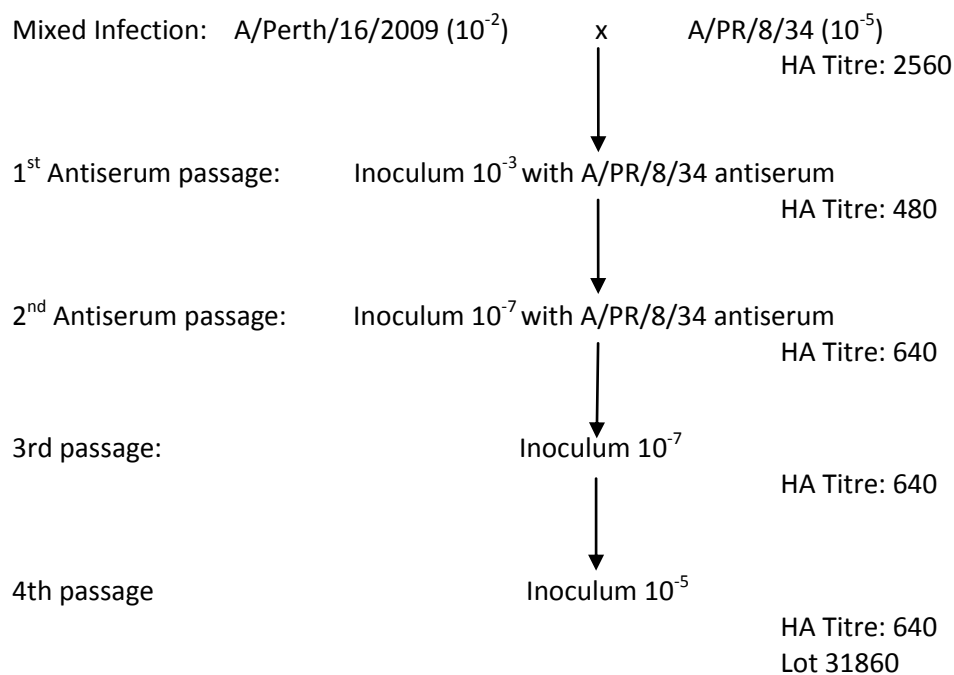 Mixed Infection: A/Perth/16/2009 (10⁻²) x A/PR/8/34 (10⁻⁵)
HA Titre: 2560
1ˢᵗ Antiserum passage: Inoculum 10⁻³ with A/PR/8/34 antiserum
HA Titre: 480
2ⁿᵈ Antiserum passage: Inoculum 10⁻⁷ with A/PR/8/34 antiserum
HA Titre: 640
3rd passage: Inoculum 10⁻⁷
HA Titre: 640
4th passage Inoculum 10⁻⁵
HA Titre: 640
Lot 31860